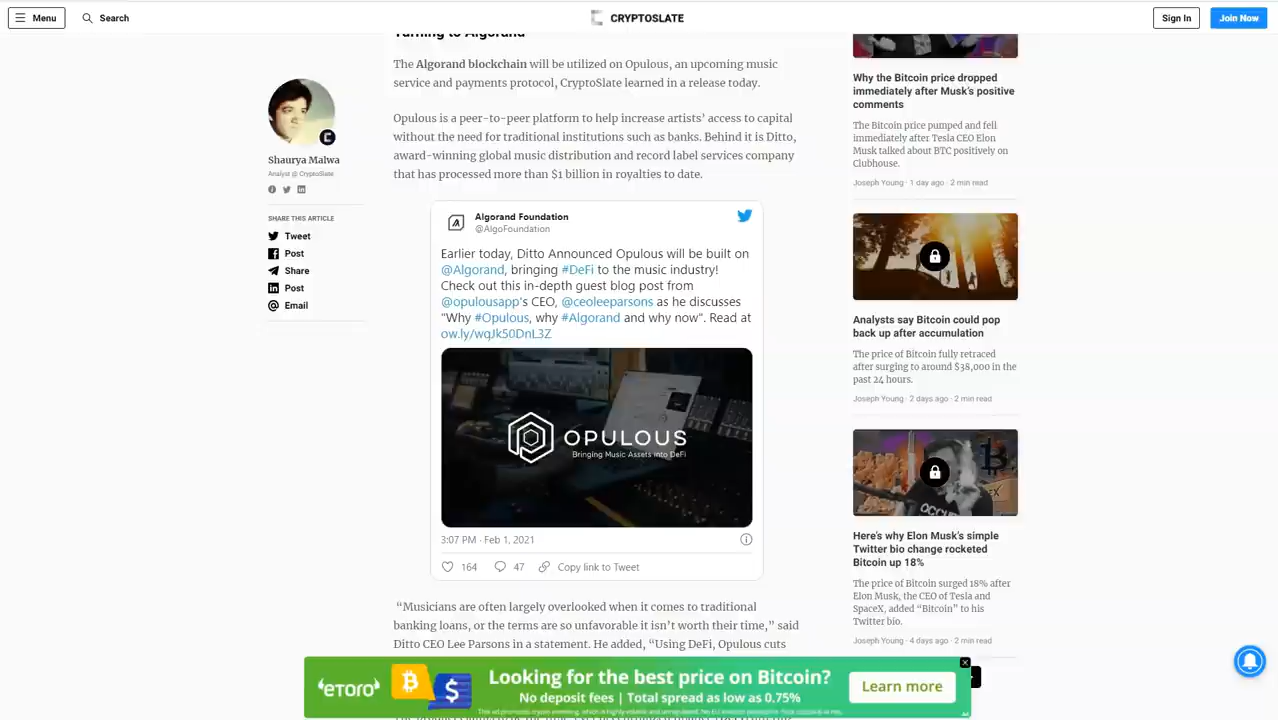 Menu
Search
CRYPTOSLATE
Sign In
Join Now
Turning to Algorand
The Algorand blockchain will be utilized on Opulous, an upcoming music
service and payments protocol, CryptoSlate learned in a release today.
Opulous is a peer-to-peer platform to help increase artists' access to capital
without the need for traditional institutions such as banks. Behind it is Ditto,
award-winning global music distribution and record label services company
that has processed more than $1 billion in royalties to date.
Shaurya Malwa
Analyst @ CryptoSlate
SHARE THIS ARTICLE
Tweet
Post
Share
Post
Email
Algorand Foundation
@AlgoFoundation
Earlier today, Ditto Announced Opulous will be built on
@Algorand, bringing #DeFi to the music industry!
Check out this in-depth guest blog post from
@opulousapp's CEO, @ceoleeparsons as he discusses
"Why #Opulous, why #Algorand and why now". Read at
ow.ly/wqJk50DnL3Z
OPULOUS
Bringing Music Assets into DeFi
3:07 PM · Feb 1, 2021
164
47
Copy link to Tweet
“Musicians are often largely overlooked when it comes to traditional
banking loans, or the terms are so unfavorable it isn’t worth their time,” said
Ditto CEO Lee Parsons in a statement. He added, “Using DeFi, Opulous cuts
Why the Bitcoin price dropped
immediately after Musk's positive
comments
The Bitcoin price pumped and fell
immediately after Tesla CEO Elon
Musk talked about BTC positively on
Clubhouse.
Joseph Young · 1 day ago · 2 min read
Analysts say Bitcoin could pop
back up after accumulation
The price of Bitcoin fully retraced
after surging to around $38,000 in the
past 24 hours.
Joseph Young · 2 days ago · 2 min read
OCCUP
Here's why Elon Musk's simple
Twitter bio change rocketed
Bitcoin up 18%
The price of Bitcoin surged 18% after
Elon Musk, the CEO of Tesla and
SpaceX, added “Bitcoin” to his
Twitter bio.
Joseph Young · 4 days ago · 2 min read
eToro
Looking for the best price on Bitcoin?
No deposit fees | Total spread as low as 0.75%
Learn more